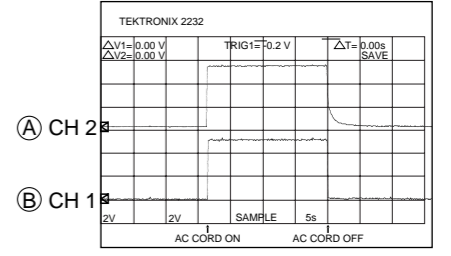 TEKTRONIX 2232
△V1= 0.00 V TRIG1= -0.2 V △T= 0.00s
△V2= 0.00 V SAVE
Ⓐ CH 2
Ⓑ CH 1
2V 2V SAMPLE 5s
AC CORD ON AC CORD OFF